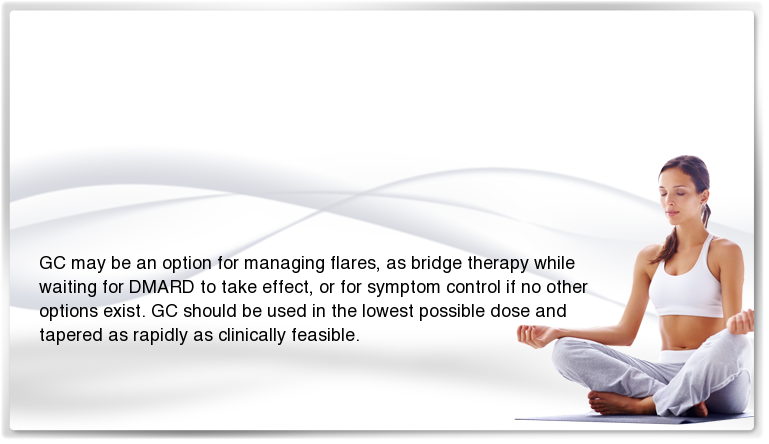 GC may be an option for managing flares, as bridge therapy while
waiting for DMARD to take effect, or for symptom control if no other
options exist. GC should be used in the lowest possible dose and
tapered as rapidly as clinically feasible.